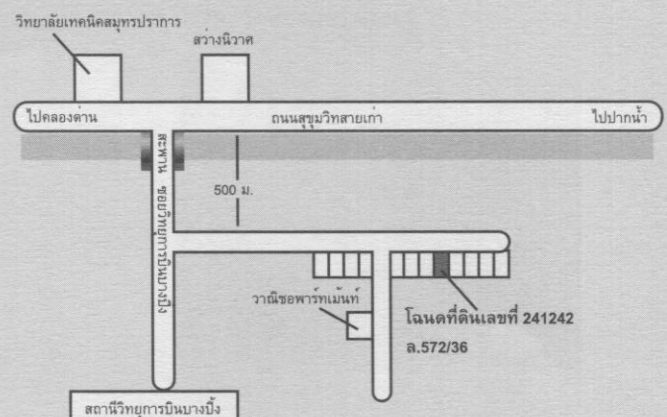 วิทยาลัยเทคนิคสมุทรปราการ
สว่างนิวาศ
ไปคลองด่าน
ถนนสุขุมวิทสายเก่า
ไปปากน้ำ
สะพาน ซอยวิทยุการบินบางปิ้ง
500 ม.
วาณิชอพาร์ทเม้นท์
โฉนดที่ดินเลขที่ 241242
ล.572/36
สถานีวิทยุการบินบางปิ้ง